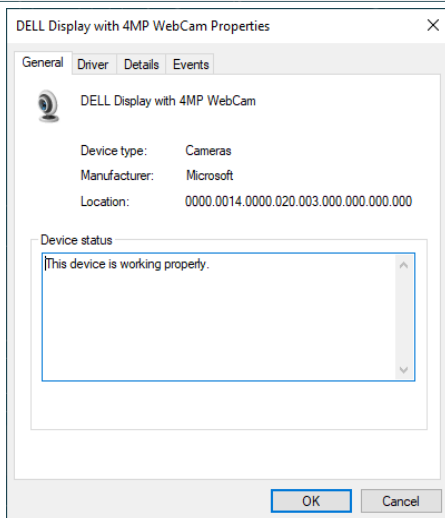 DELL Display with 4MP WebCam Properties
General Driver Details Events
DELL Display with 4MP WebCam
Device type: Cameras
Manufacturer: Microsoft
Location: 0000.0014.0000.020.003.000.000.000.000
Device status
This device is working properly.
OK Cancel